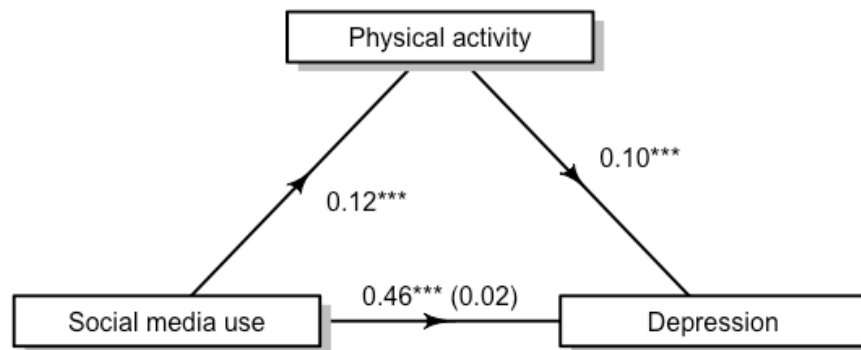 Physical activity
0.10***
0.12***
0.46*** (0.02)
Social media use
Depression